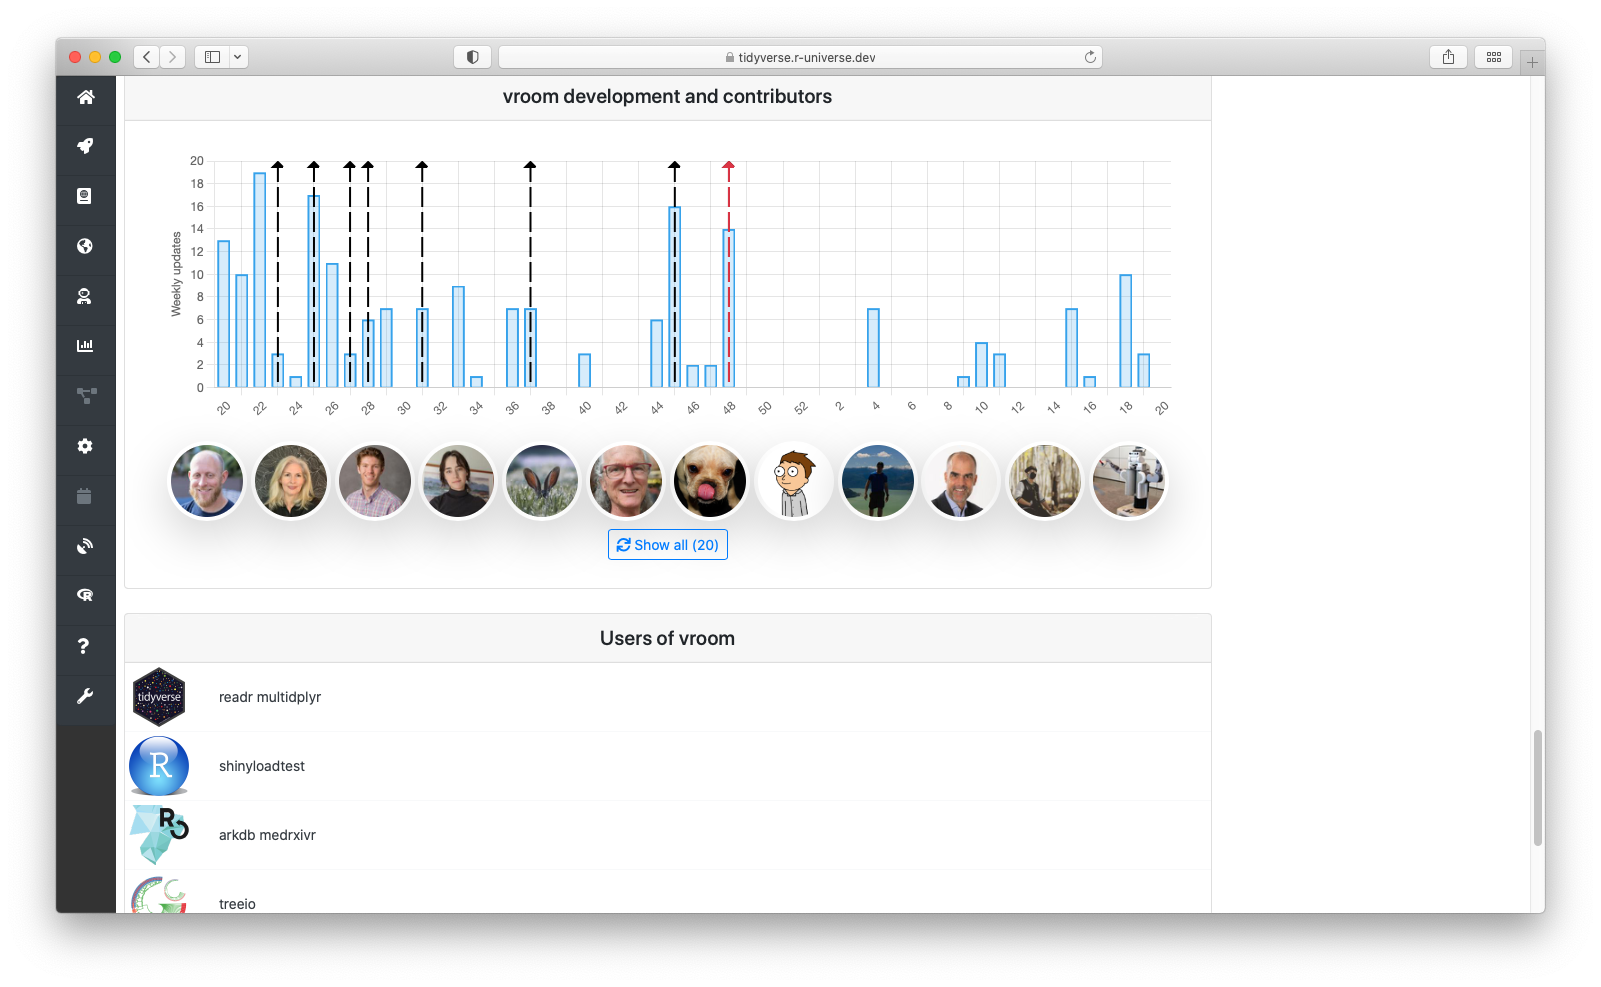 tidyverse.r-universe.dev
vroom development and contributors
Weekly updates
20
18
16
14
12
10
8
6
4
2
0
20 22 24 26 28 30 32 34 36 38 40 42 44 46 48 50 52 2 4 6 8 10 12 14 16 18 20
Show all (20)
Users of vroom
tidyverse
readr multidplyr
R
shinyloadtest
R
arkdb medrxivr
treeio